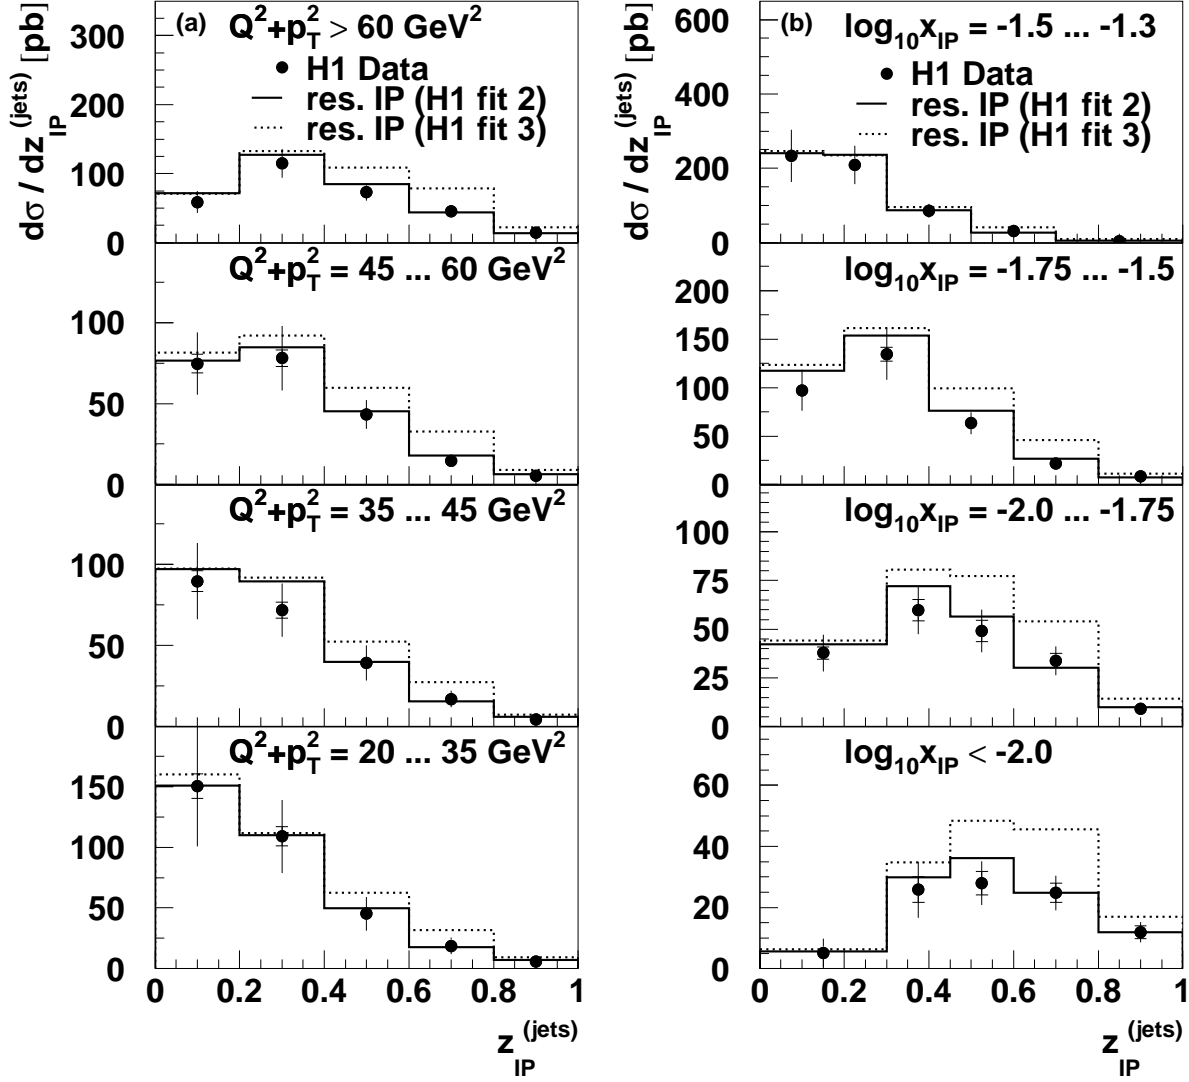 (a) Q²+p_T² > 60 GeV²
H1 Data
res. IP (H1 fit 2)
res. IP (H1 fit 3)
dσ / dz_IP^(jets) [pb]
300
200
100
0
Q²+p_T² = 45 ... 60 GeV²
100
50
0
Q²+p_T² = 35 ... 45 GeV²
100
50
0
Q²+p_T² = 20 ... 35 GeV²
150
100
50
0
0 0.2 0.4 0.6 0.8 1
z_IP^(jets)
(b) log₁₀x_IP = -1.5 ... -1.3
H1 Data
res. IP (H1 fit 2)
res. IP (H1 fit 3)
dσ / dz_IP^(jets) [pb]
600
400
200
0
log₁₀x_IP = -1.75 ... -1.5
200
150
100
50
0
log₁₀x_IP = -2.0 ... -1.75
100
75
50
25
0
log₁₀x_IP < -2.0
60
40
20
0
0 0.2 0.4 0.6 0.8 1
z_IP^(jets)